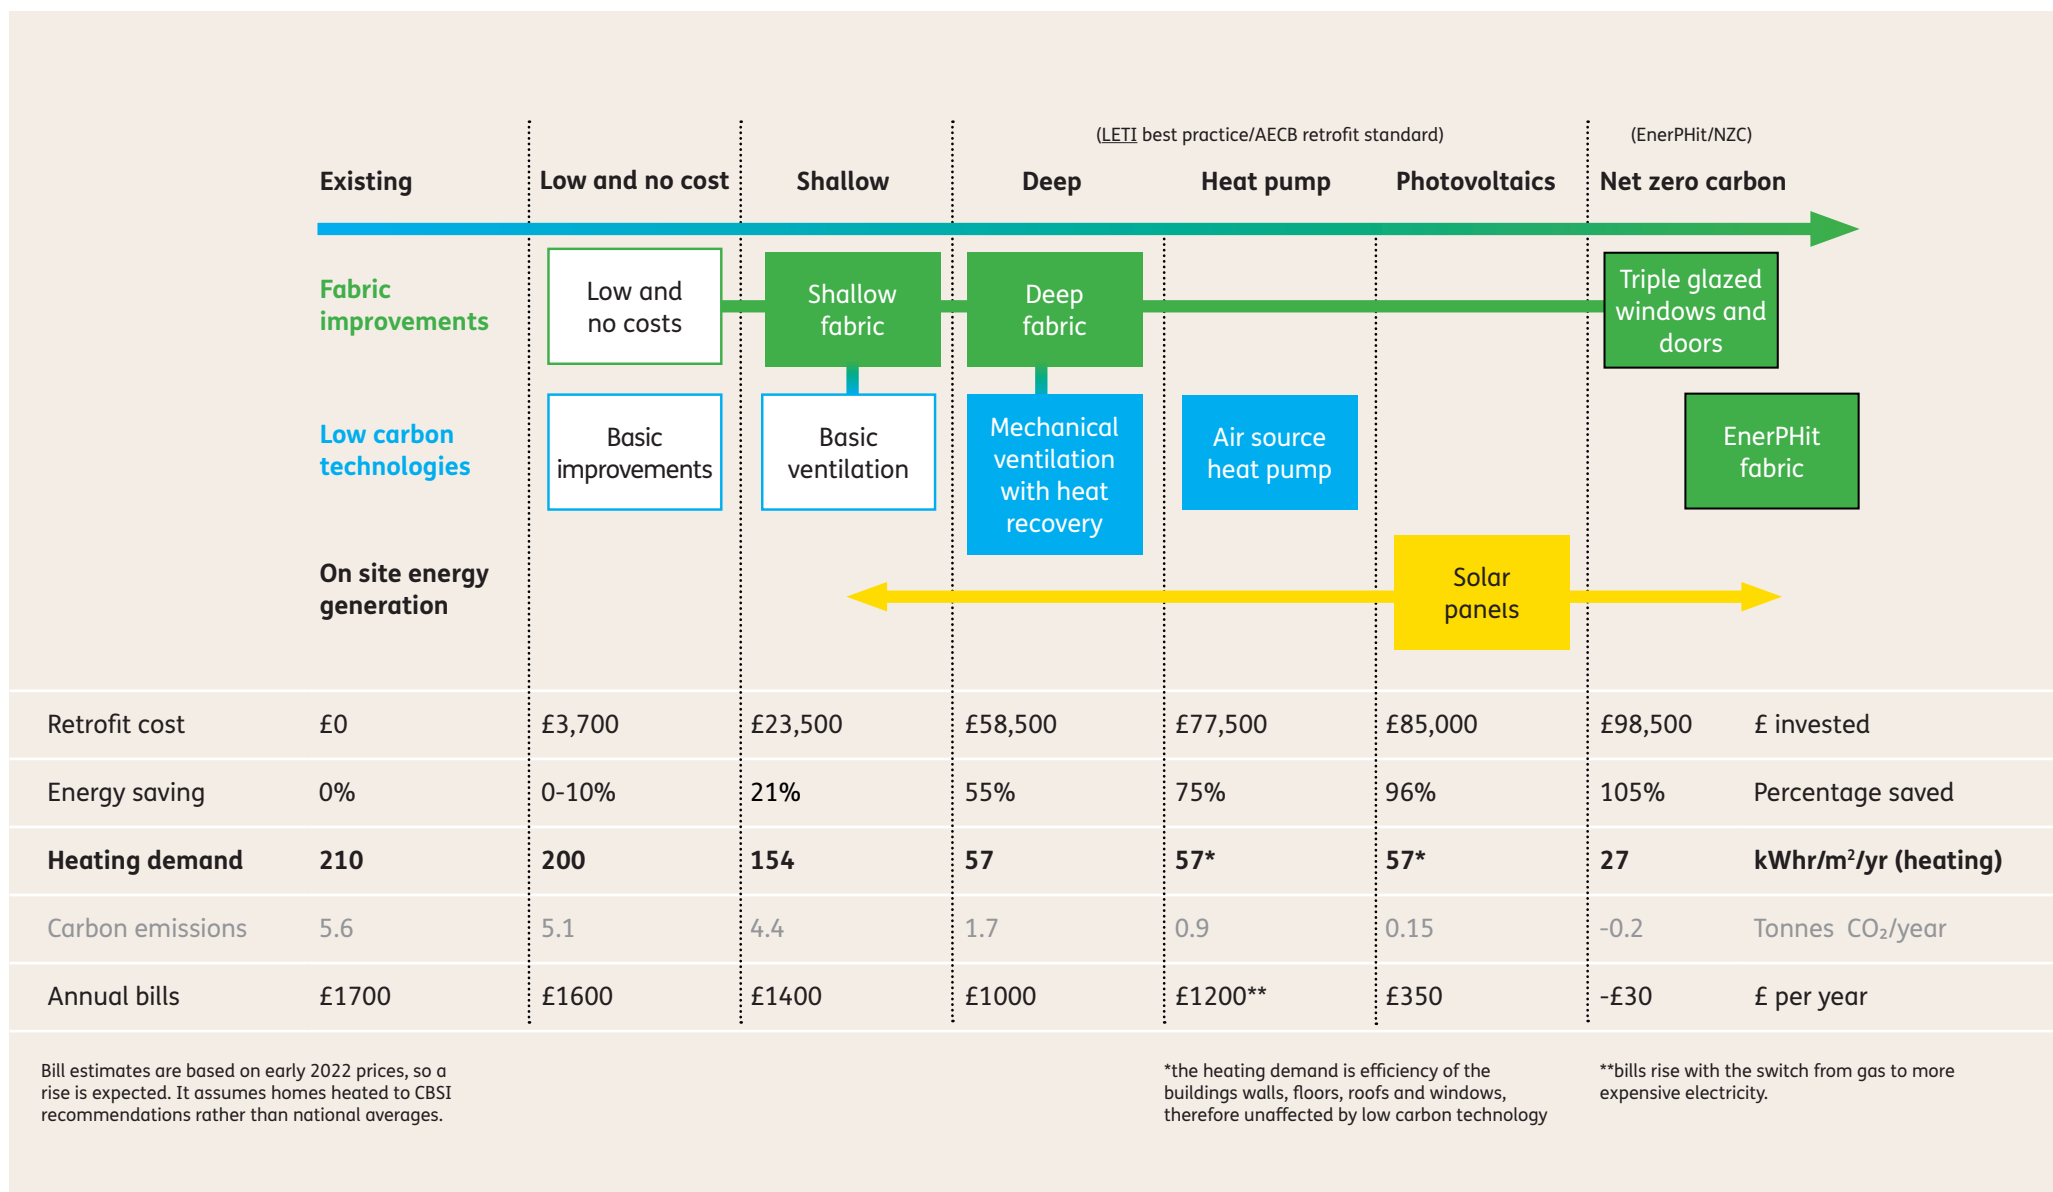 (LETI best practice/AECB retrofit standard)
(EnerPHit/NZC)
Existing
Low and no cost
Shallow
Deep
Heat pump
Photovoltaics
Net zero carbon
Fabric
improvements
Low and
no costs
Shallow
fabric
Deep
fabric
Triple glazed
windows and
doors
Low carbon
technologies
Basic
improvements
Basic
ventilation
Mechanical
ventilation
with heat
recovery
Air source
heat pump
EnerPHit
fabric
On site energy
generation
Solar
panels
Retrofit cost £0 £3,700 £23,500 £58,500 £77,500 £85,000 £98,500 £ invested
Energy saving 0% 0-10% 21% 55% 75% 96% 105% Percentage saved
Heating demand 210 200 154 57 57* 57* 27 kWhr/m²/yr (heating)
Carbon emissions 5.6 5.1 4.4 1.7 0.9 0.15 -0.2 Tonnes CO₂/year
Annual bills £1700 £1600 £1400 £1000 £1200** £350 -£30 £ per year
Bill estimates are based on early 2022 prices, so a
rise is expected. It assumes homes heated to CBSI
recommendations rather than national averages.
*the heating demand is efficiency of the
buildings walls, floors, roofs and windows,
therefore unaffected by low carbon technology
**bills rise with the switch from gas to more
expensive electricity.